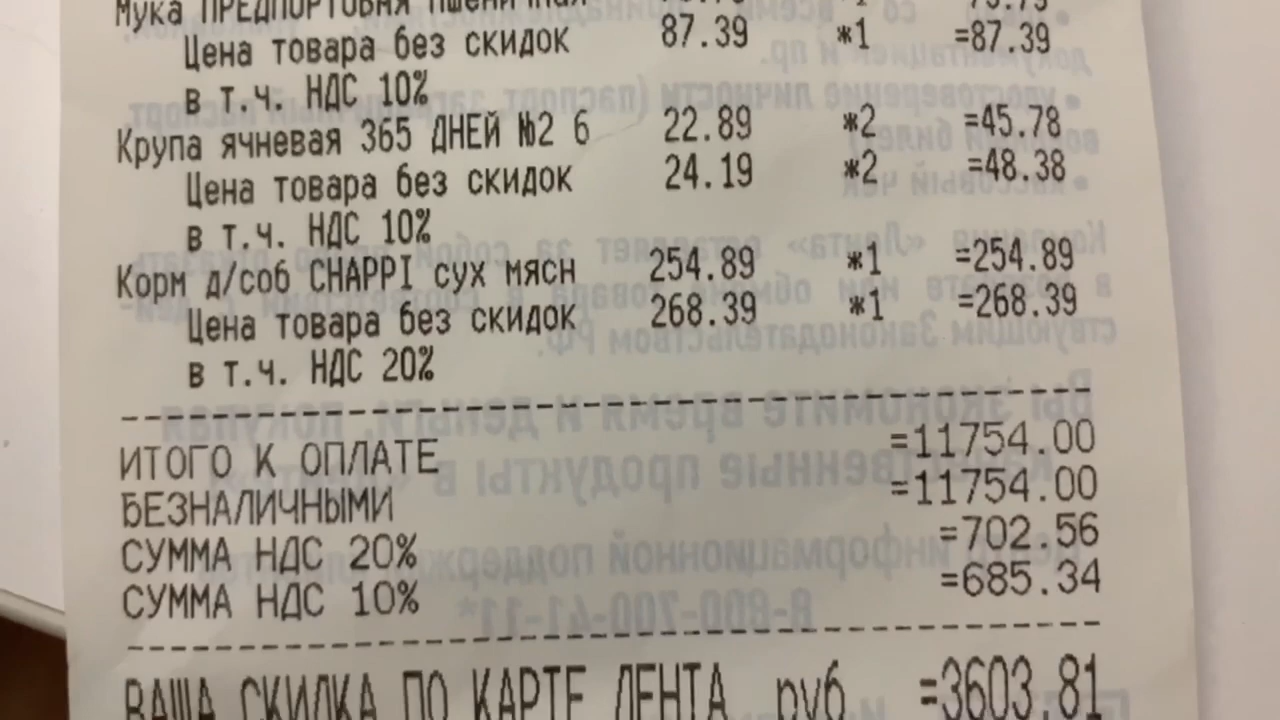 Мука ПРЕДПОРТОВАЯ пшеничная
Цена товара без скидок 87.39 *1 =87.39
в т.ч. НДС 10%
Крупа ячневая 365 ДНЕЙ №2 6 22.89 *2 =45.78
Цена товара без скидок 24.19 *2 =48.38
в т.ч. НДС 10%
Корм д/соб CHAPPI сух мясн 254.89 *1 =254.89
Цена товара без скидок 268.39 *1 =268.39
в т.ч. НДС 20%
ИТОГО К ОПЛАТЕ =11754.00
БЕЗНАЛИЧНЫМИ =11754.00
СУММА НДС 20% =702.56
СУММА НДС 10% =685.34
ВАША СКИДКА ПО КАРТЕ ЛЕНТА руб =3603.81